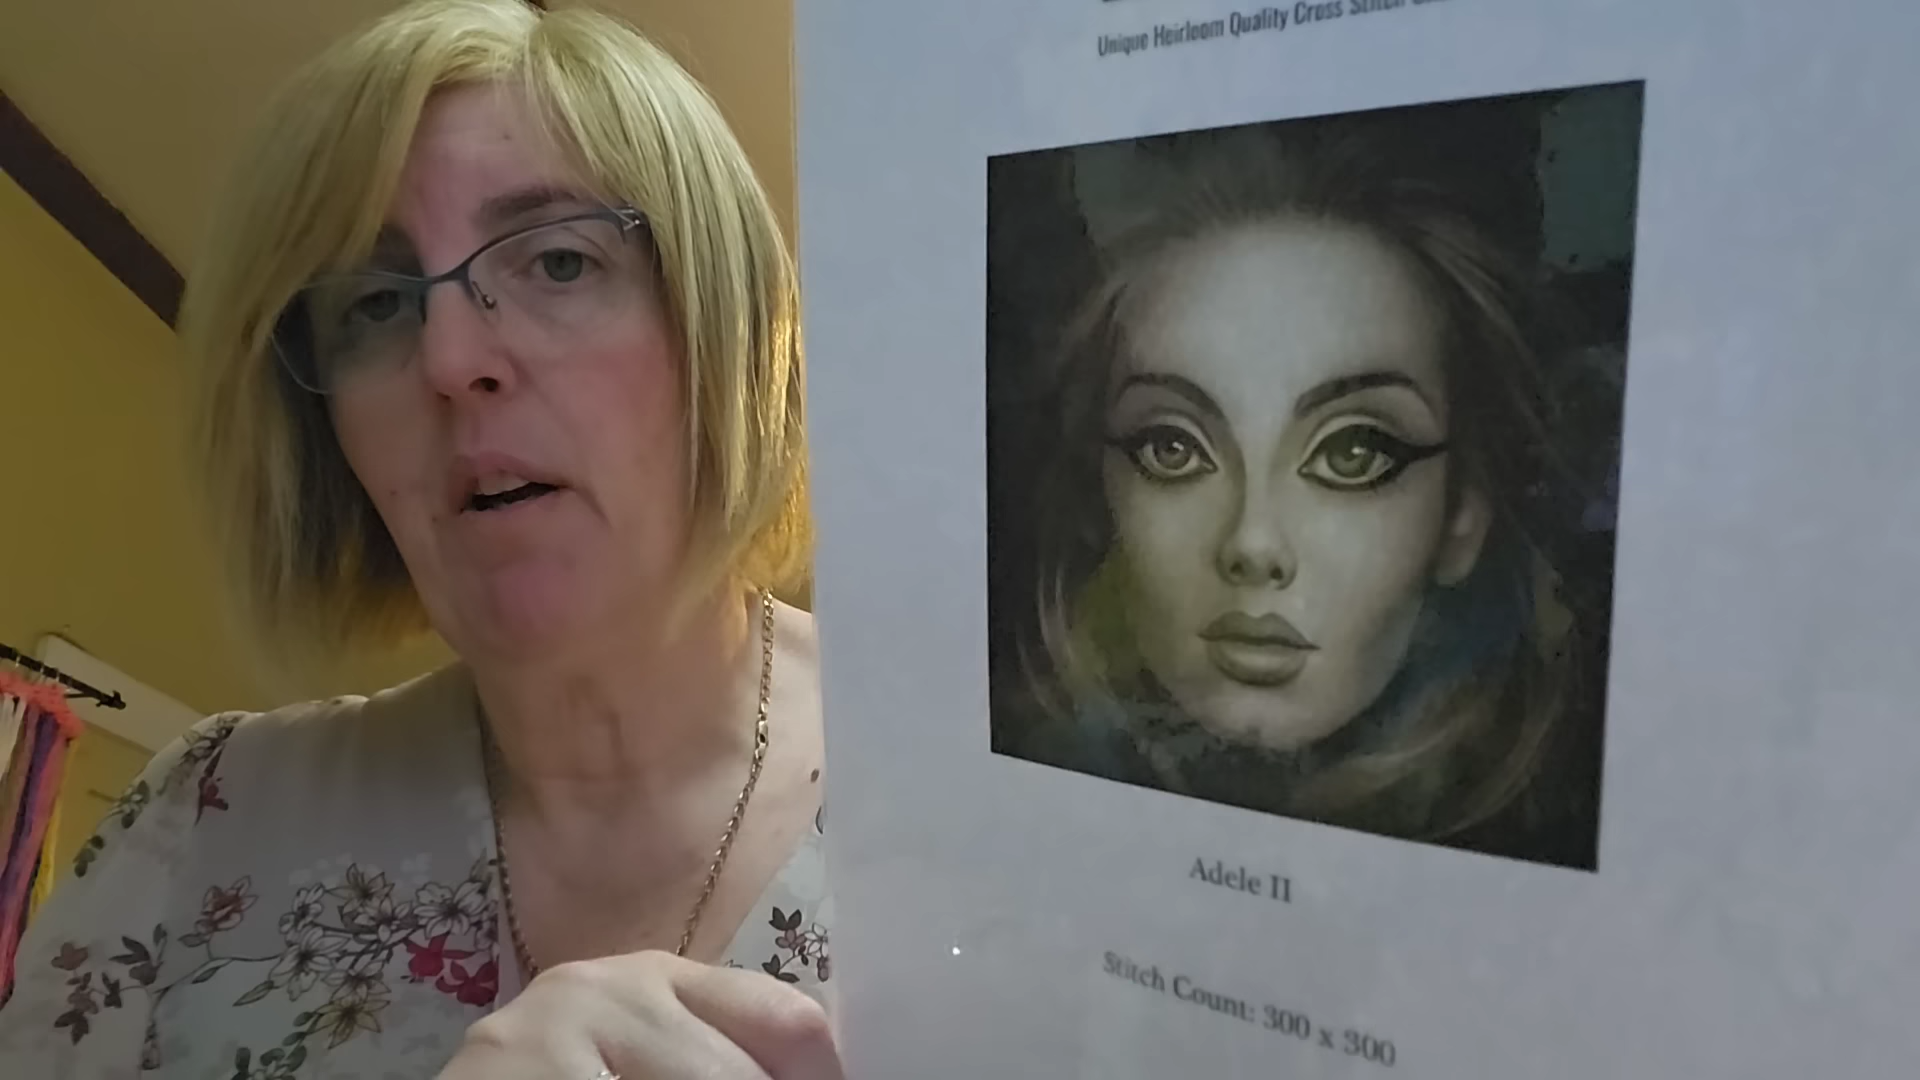 Unique Heirloom Quality Cross Stitch
Adele II
Stitch Count: 300 x 300